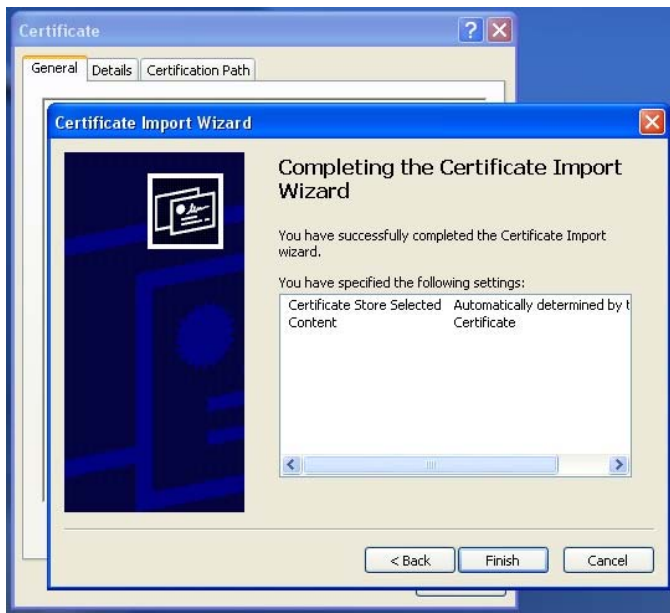 Certificate
General Details Certification Path
Certificate Import Wizard
Completing the Certificate Import
Wizard
You have successfully completed the Certificate Import
wizard.
You have specified the following settings:
Certificate Store Selected Automatically determined by t
Content Certificate
< Back Finish Cancel